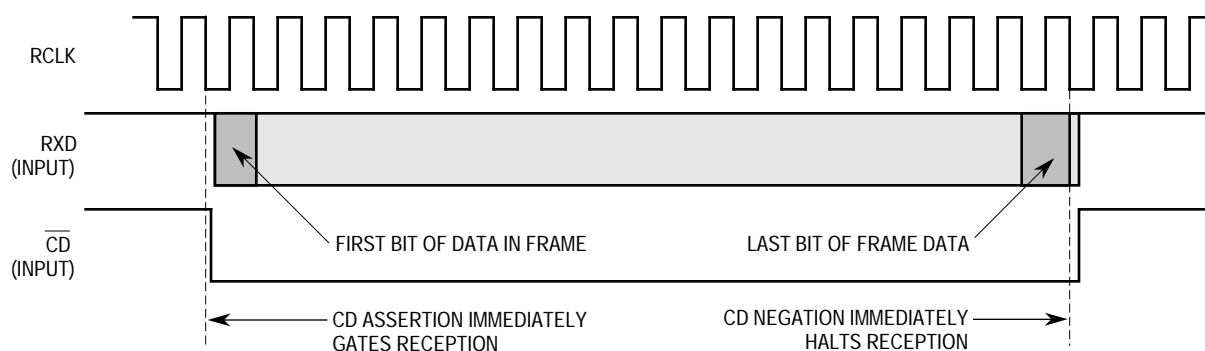 RCLK
RXD
(INPUT)
CD
(INPUT)
FIRST BIT OF DATA IN FRAME
LAST BIT OF FRAME DATA
CD ASSERTION IMMEDIATELY
GATES RECEPTION
CD NEGATION IMMEDIATELY
HALTS RECEPTION